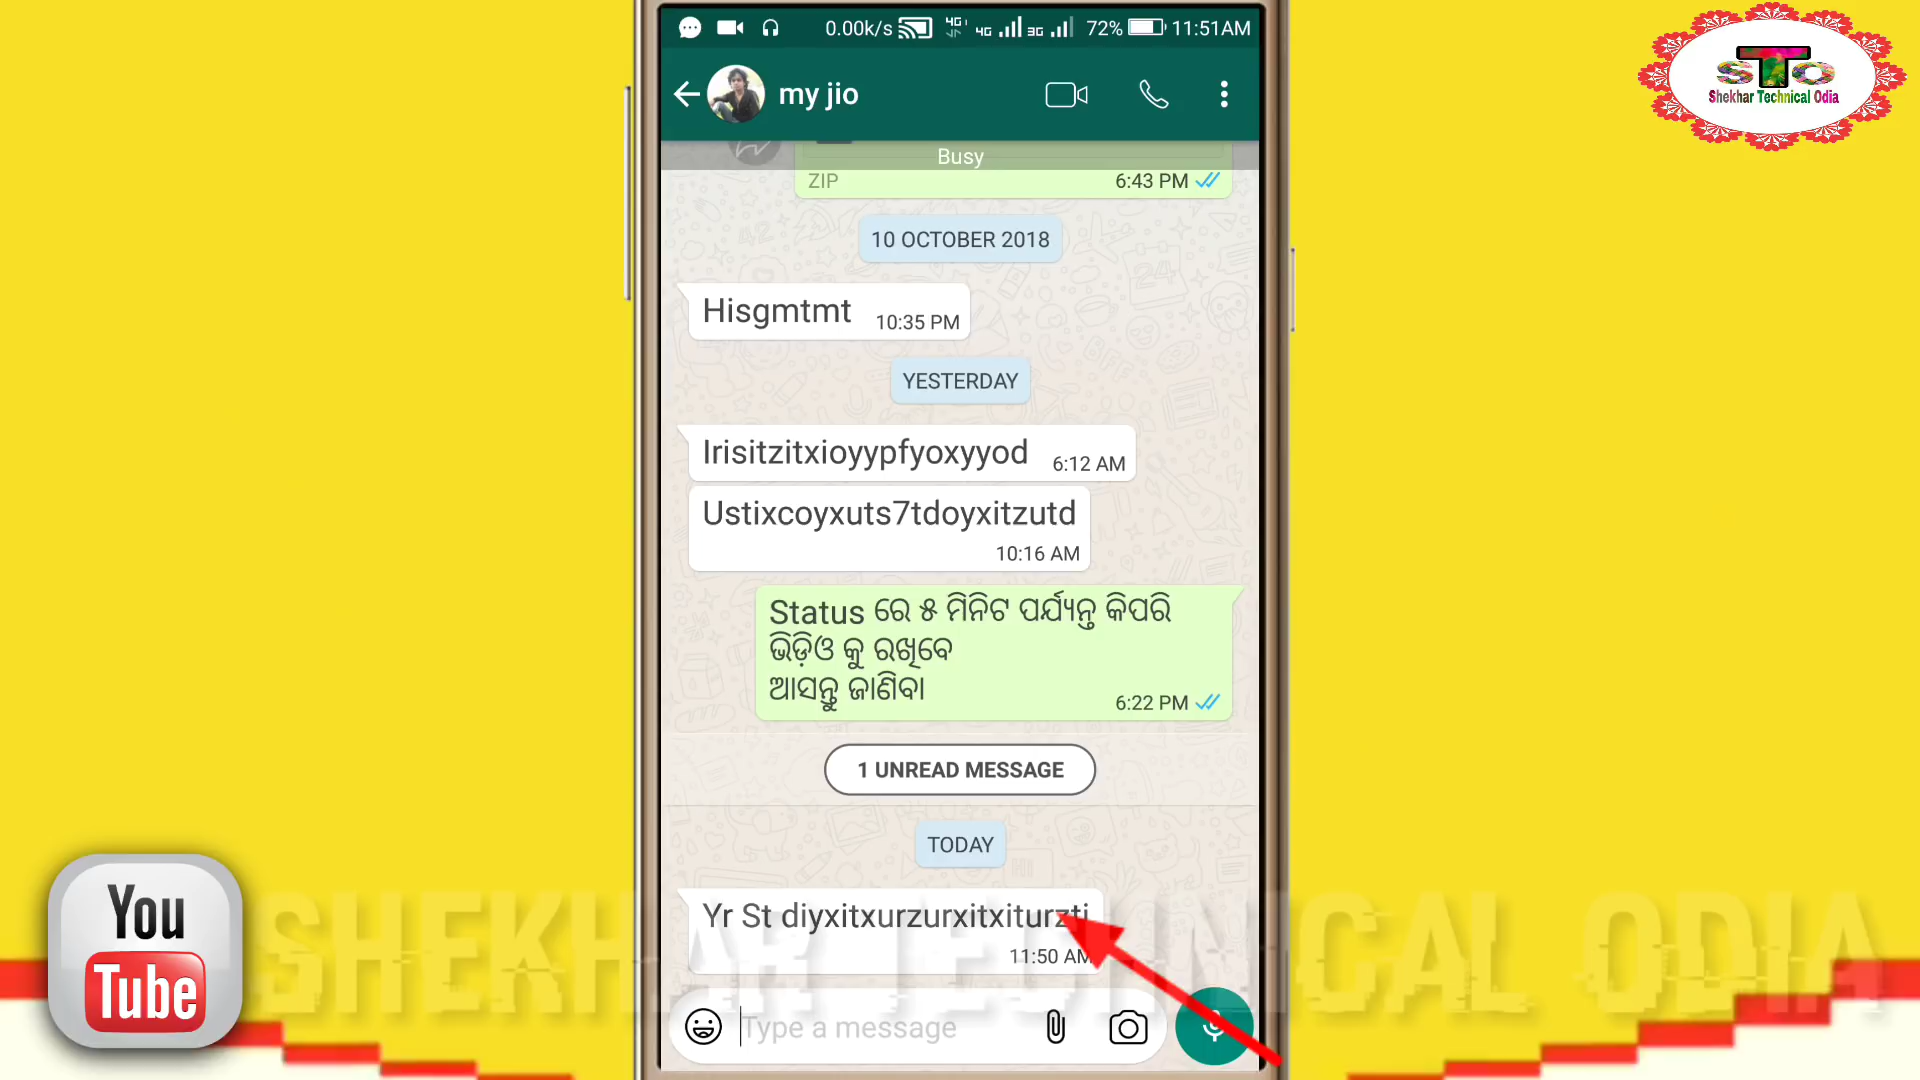 0.00k/s 4G 4G 3G 72% 11:51AM
STO
Shekhar Technical Odia
my jio
Busy
ZIP 6:43 PM
10 OCTOBER 2018
Hisgmtmt 10:35 PM
YESTERDAY
Irisitzitxioyypfyoxyyod 6:12 AM
Ustixcoyxuts7tdoyxitzutd
10:16 AM
Status ରେ ୫ ମିନିଟ ପର୍ଯ୍ୟନ୍ତ କିପରି
ଭିଡ଼ିଓ କୁ ରଖିବେ
ଆସନ୍ତୁ ଜାଣିବା 6:22 PM
1 UNREAD MESSAGE
TODAY
Yr St diyxitxurzurxitxiturzti
11:50 AM
Type a message
You
Tube
SHEKHAR TECHNICAL ODIA